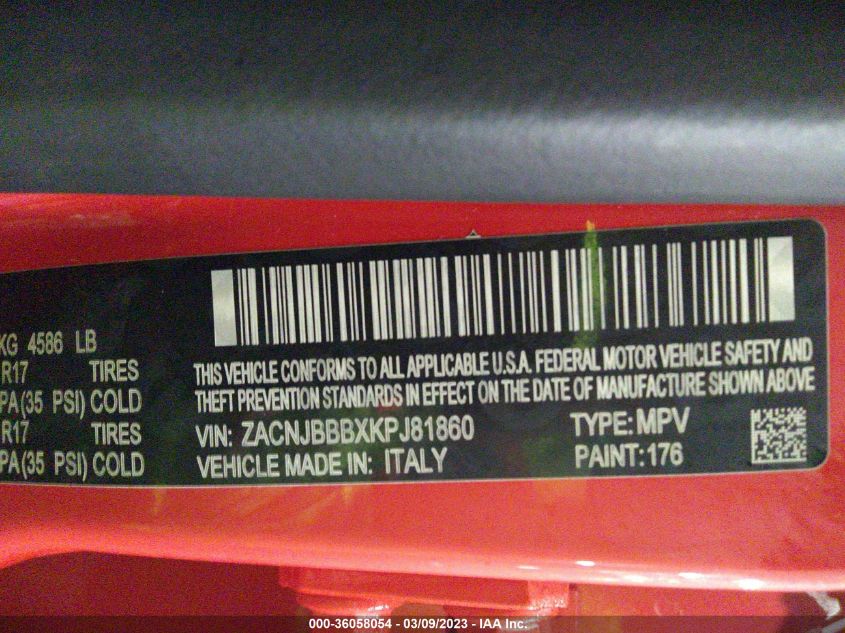 KG 4586 LB
R17 TIRES
PA(35 PSI) COLD
R17 TIRES
PA(35 PSI) COLD
THIS VEHICLE CONFORMS TO ALL APPLICABLE U.S.A. FEDERAL MOTOR VEHICLE SAFETY AND
THEFT PREVENTION STANDARDS IN EFFECT ON THE DATE OF MANUFACTURE SHOWN ABOVE
VIN: ZACNJBBBXKPJ81860 TYPE: MPV
VEHICLE MADE IN: ITALY PAINT: 176
000-36058054 - 03/09/2023 - IAA Inc.